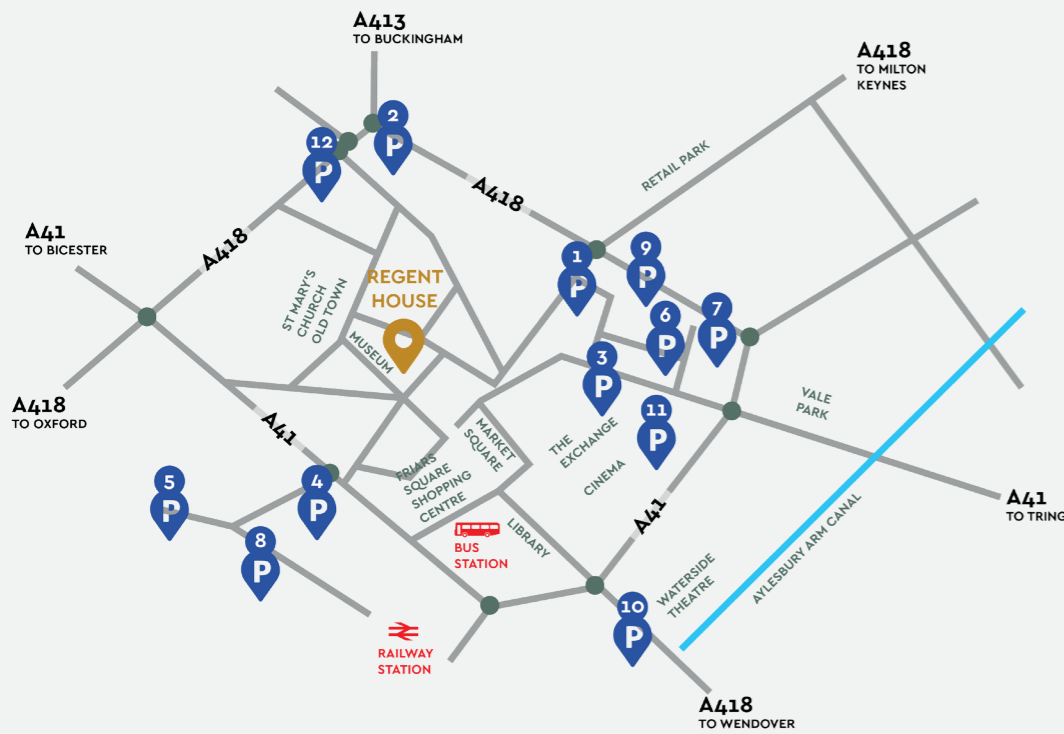 A413
TO BUCKINGHAM
A418
TO MILTON
KEYNES
2
P
12
P
RETAIL PARK
A418
A41
TO BICESTER
A418
1
P
9
P
REGENT
HOUSE
ST MARY'S
CHURCH
OLD TOWN
MUSEUM
6
P
7
P
3
P
A418
TO OXFORD
A41
11
P
VALE
PARK
MARKET
SQUARE
THE
EXCHANGE
CINEMA
FRIARS
SQUARE
SHOPPING
CENTRE
5
P
4
P
8
P
BUS
STATION
LIBRARY
A41
A41
TO TRING
AYLESBURY ARM CANAL
WATERSIDE
THEATRE
10
P
RAILWAY
STATION
A418
TO WENDOVER